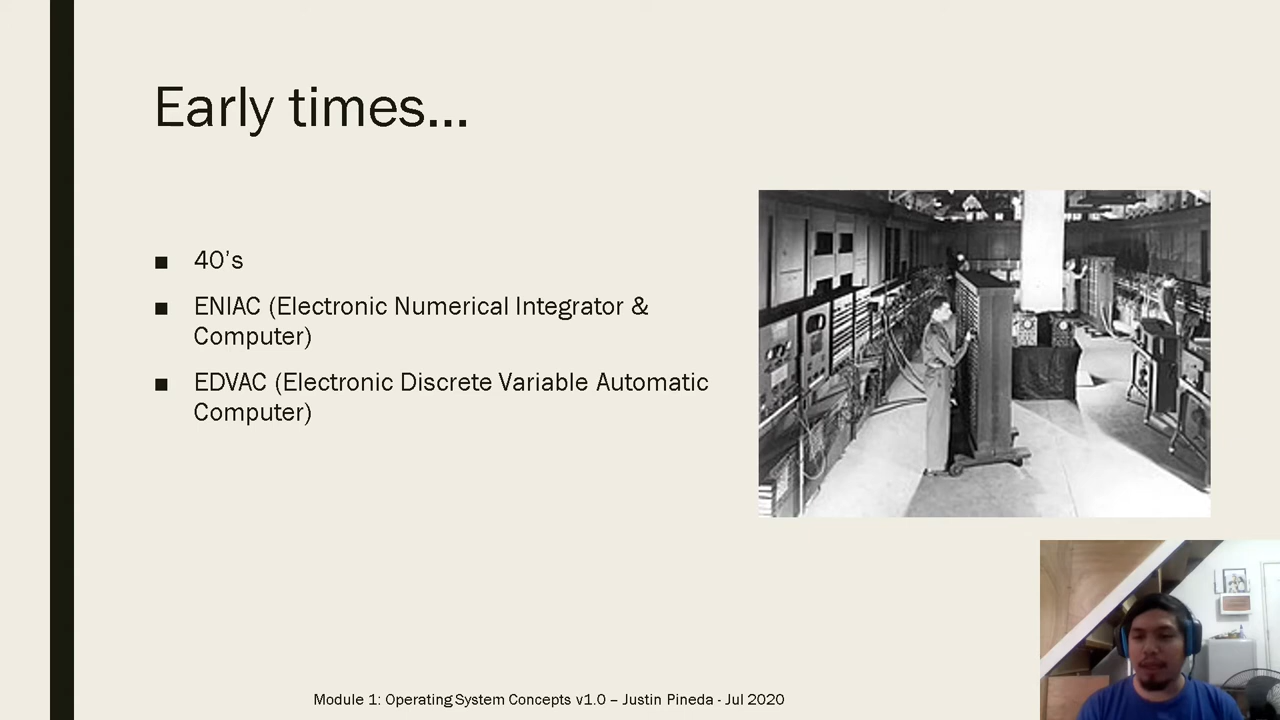 Early times...
■ 40's
■ ENIAC (Electronic Numerical Integrator &
Computer)
■ EDVAC (Electronic Discrete Variable Automatic
Computer)
Module 1: Operating System Concepts v1.0 – Justin Pineda - Jul 2020